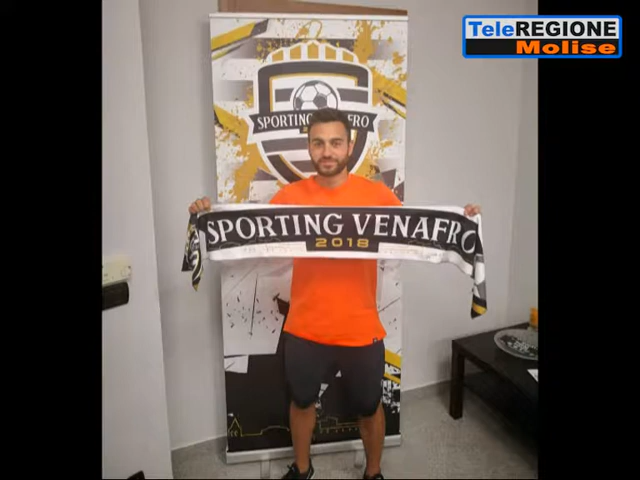 TeleREGIONE
Molise
SPORTING VENAFRO
SPORTING VENAFRO
2018